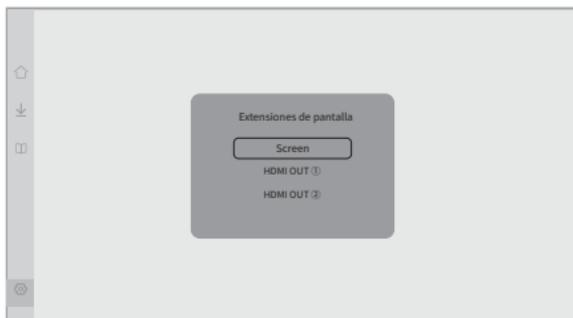 Extensiones de pantalla
Screen
HDMI OUT ①
HDMI OUT ②